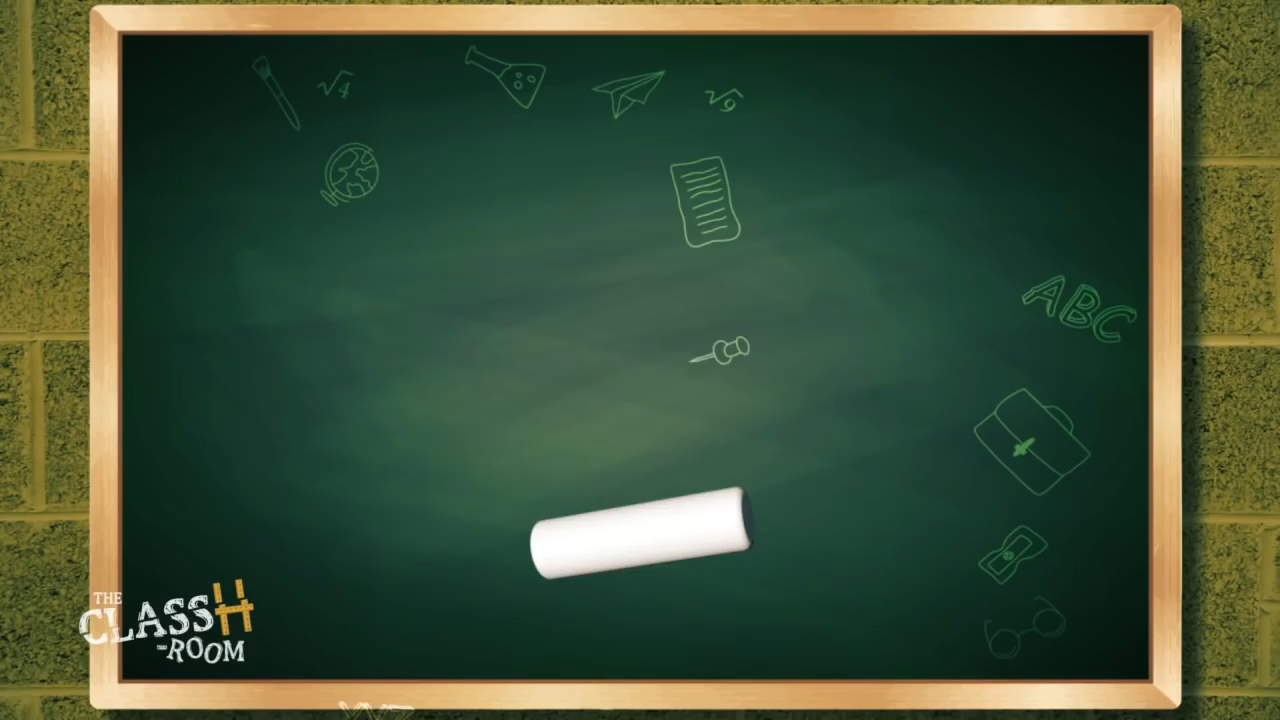 √4
√9
ABC
THE
CLASSH
-ROOM